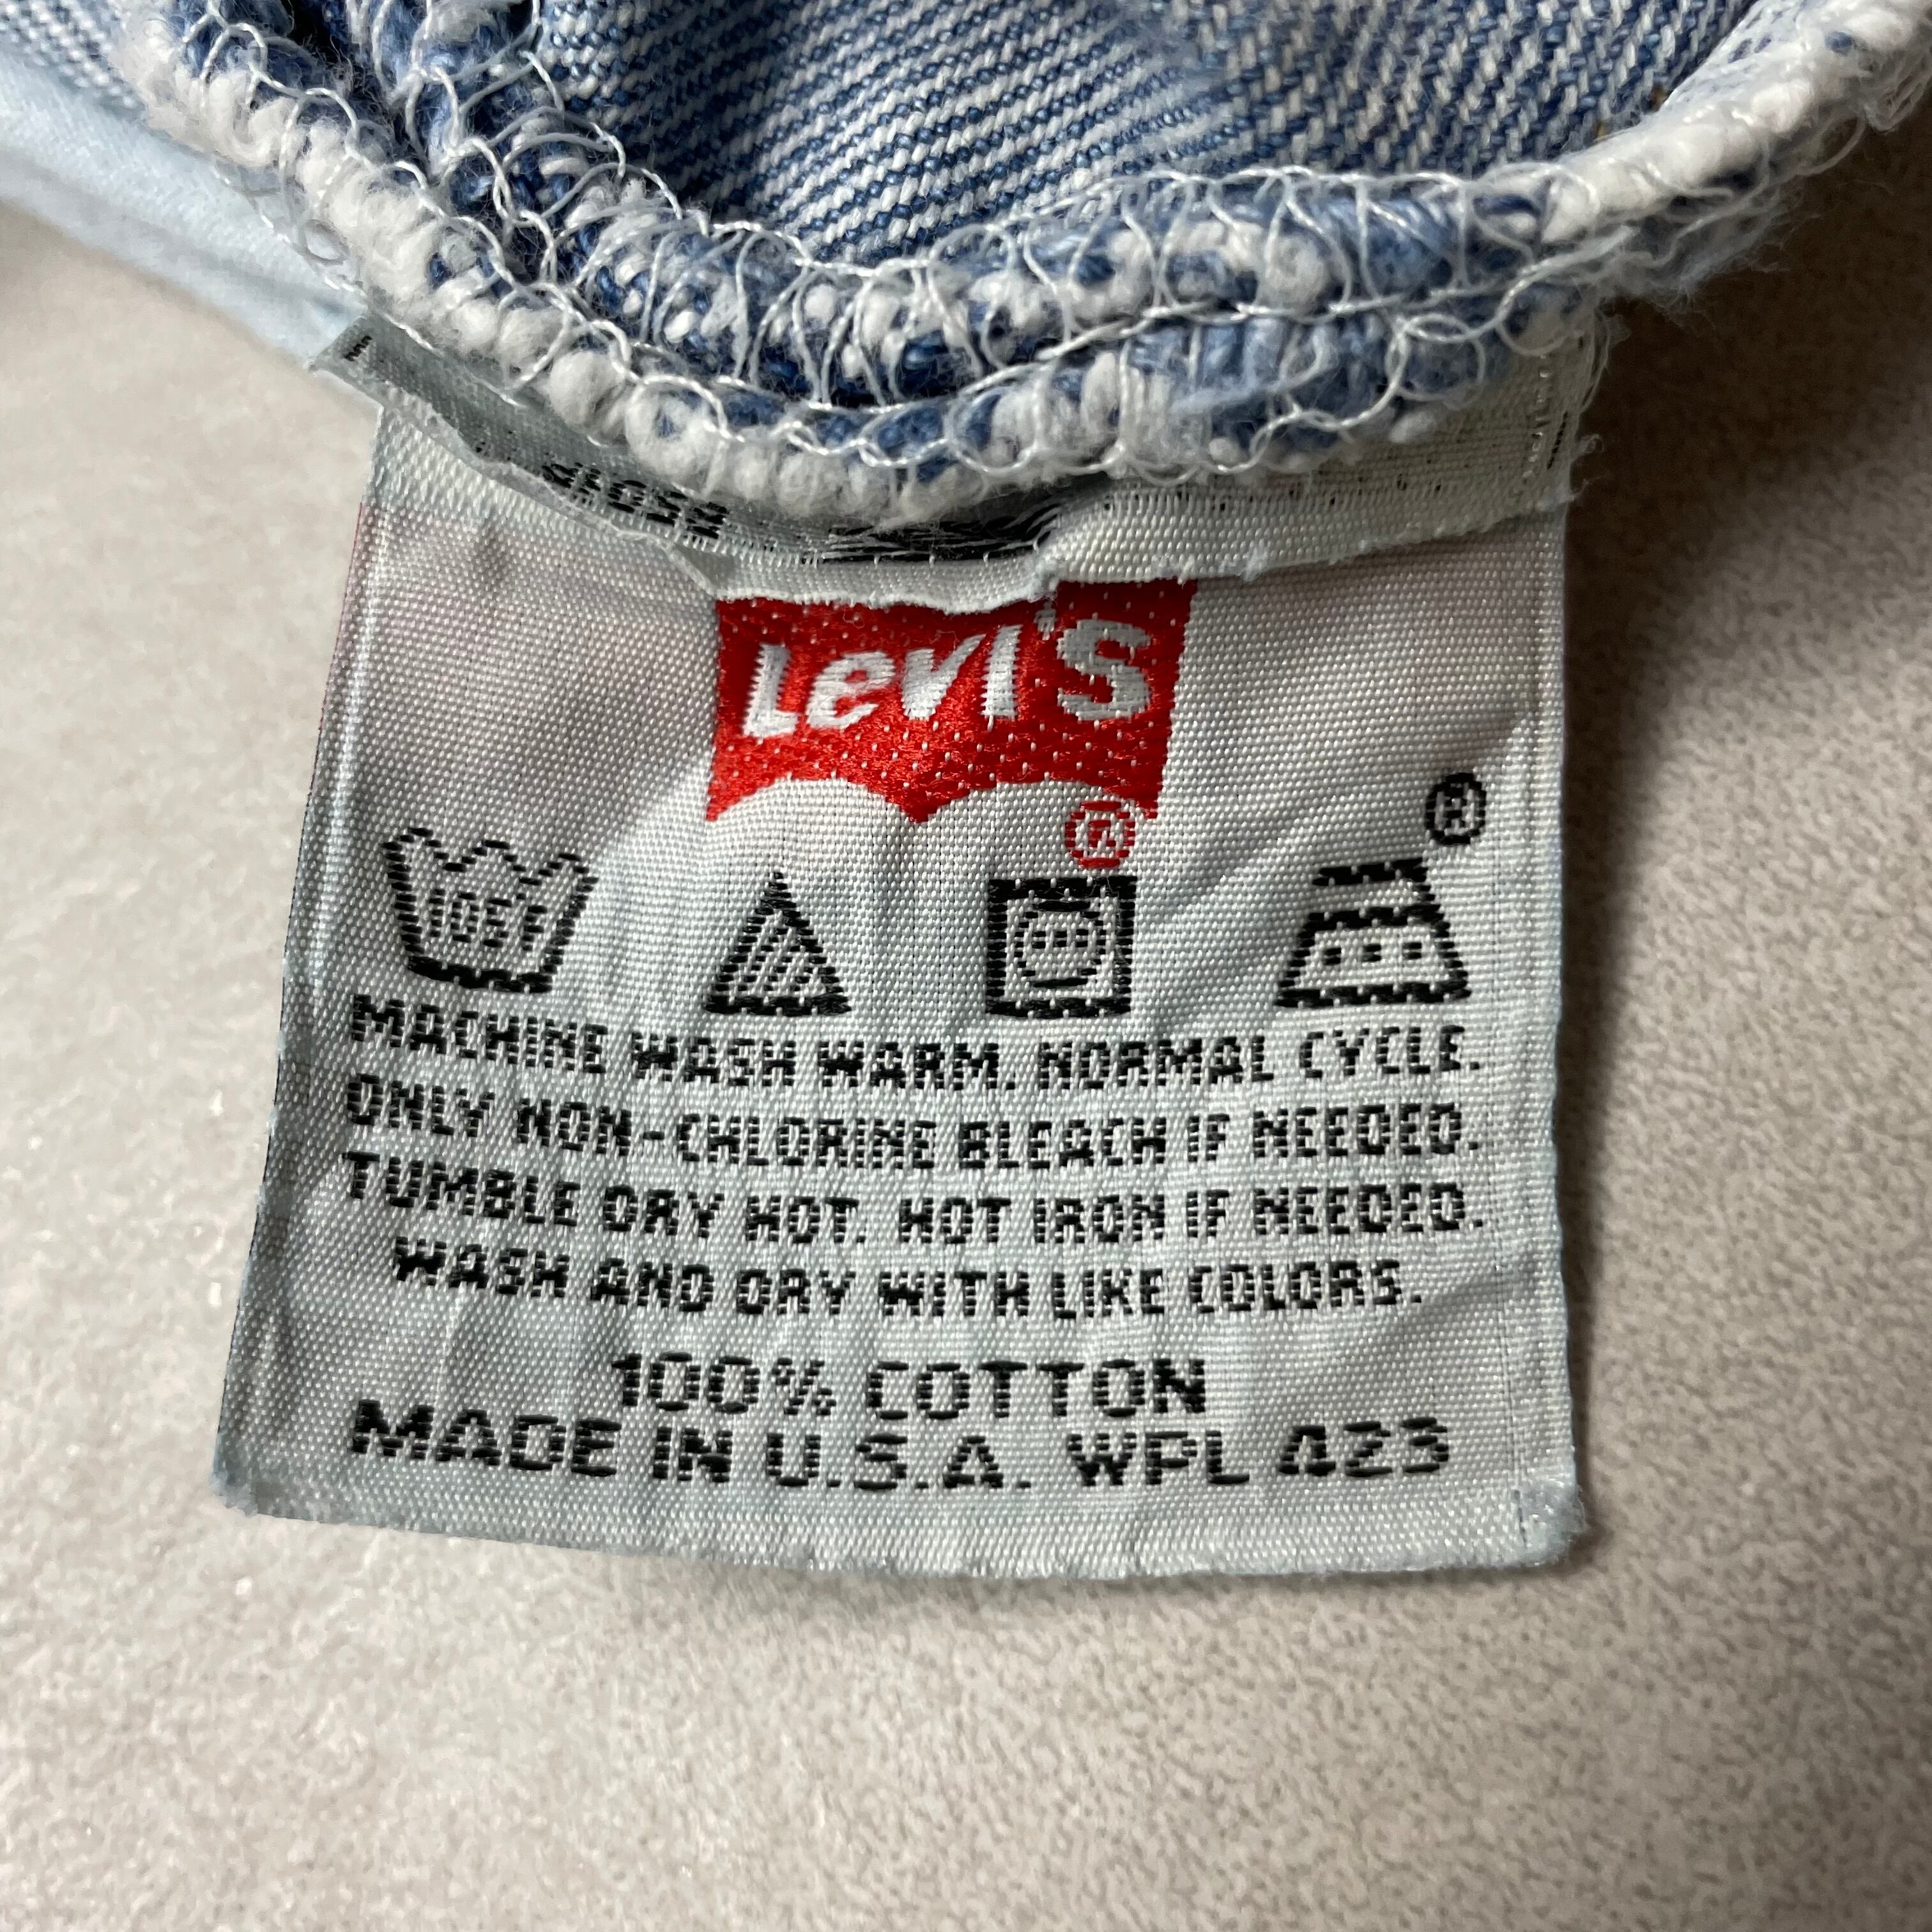 Levi's
®
®
105F
MACHINE WASH WARM. NORMAL CYCLE.
ONLY NON-CHLORINE BLEACH IF NEEDED.
TUMBLE DRY HOT. HOT IRON IF NEEDED.
WASH AND DRY WITH LIKE COLORS.
100% COTTON
MADE IN U.S.A. WPL 423